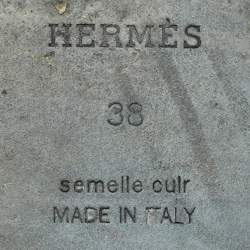 HERMÈS
38
semelle cuir
MADE IN ITALY